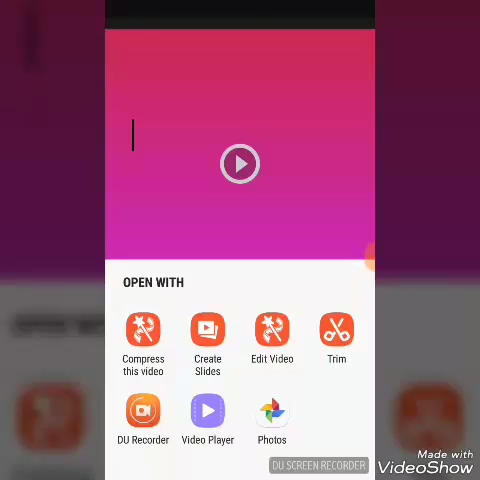 OPEN WITH
Compress this video
Create Slides
Edit Video
Trim
DU Recorder
Video Player
Photos
DU SCREEN RECORDER
Made with
VideoShow